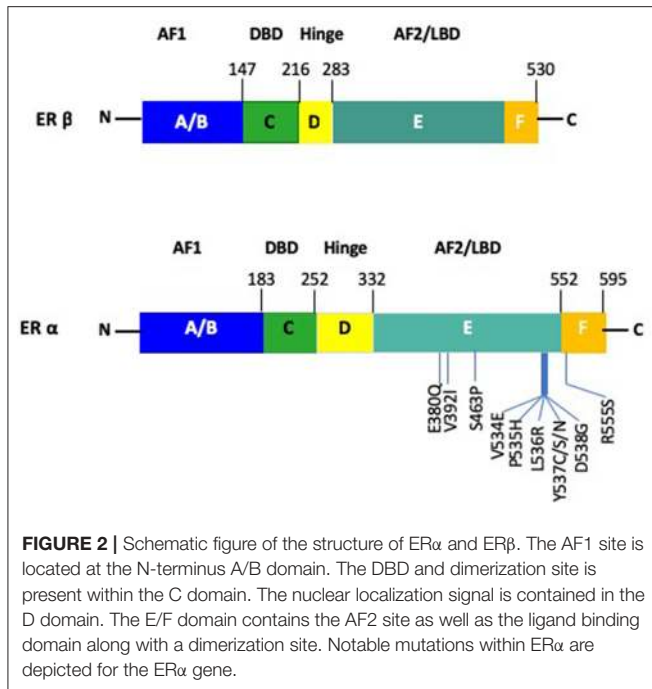 AF1 DBD Hinge AF2/LBD
147 216 283 530
ER β N A/B C D E F C
AF1 DBD Hinge AF2/LBD
183 252 332 552 595
ER α N A/B C D E F C
E380Q V392I S463P V534E P535H L536R Y537C/S/N D538G R555S
FIGURE 2 | Schematic figure of the structure of ERα and ERβ. The AF1 site is
located at the N-terminus A/B domain. The DBD and dimerization site is
present within the C domain. The nuclear localization signal is contained in the
D domain. The E/F domain contains the AF2 site as well as the ligand binding
domain along with a dimerization site. Notable mutations within ERα are
depicted for the ERα gene.